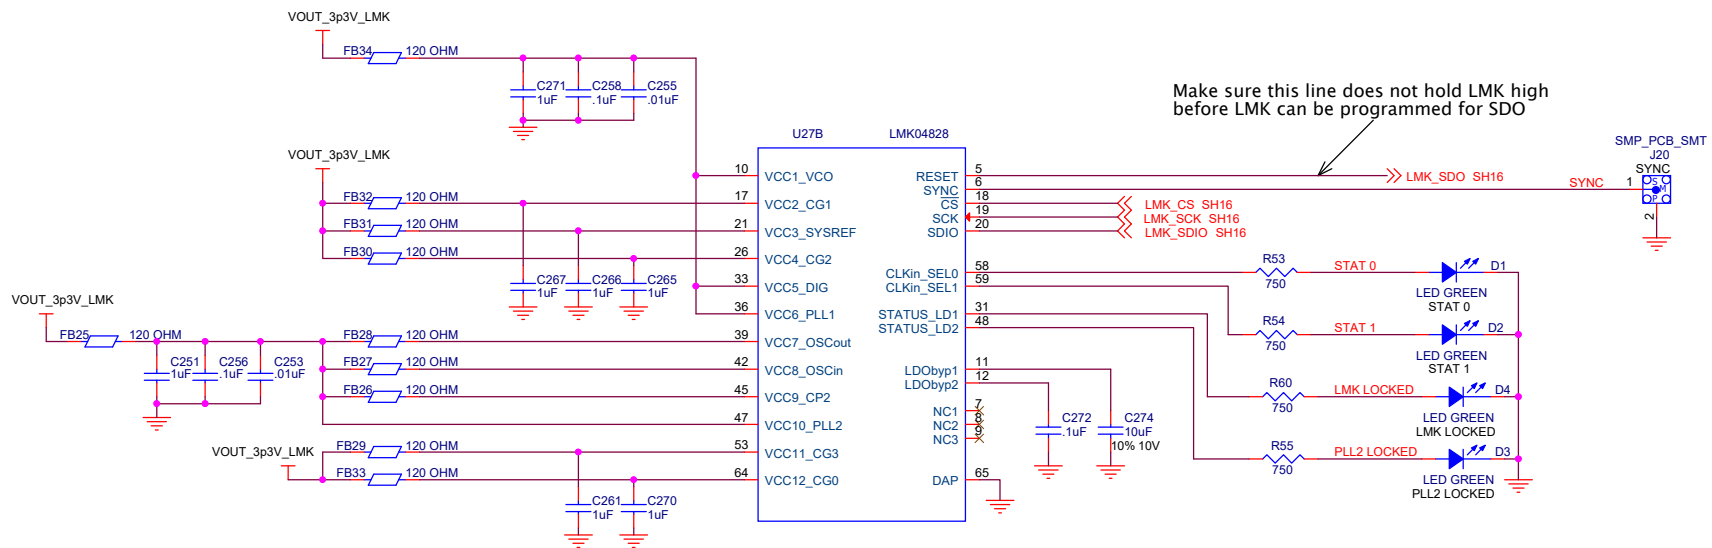 VOUT_3p3V_LMK
FB34 120 OHM
C271 C258 C255
1uF .1uF .01uF
Make sure this line does not hold LMK high
before LMK can be programmed for SDO
U27B LMK04828
SMP_PCB_SMT
J20
SYNC
VOUT_3p3V_LMK
10 VCC1_VCO RESET 5 LMK_SDO SH16
SYNC 6 SYNC 1 S M P
2
FB32 120 OHM 17 VCC2_CG1 CS 18 LMK_CS SH16
SCK 19 LMK_SCK SH16
FB31 120 OHM 21 VCC3_SYSREF SDIO 20 LMK_SDIO SH16
FB30 120 OHM 26 VCC4_CG2
CLKin_SEL0 58 R53 STAT 0 D1
750
LED GREEN
STAT 0
C267 C266 C265
1uF 1uF 1uF
33 VCC5_DIG CLKin_SEL1 59
R54 STAT 1 D2
750
LED GREEN
STAT 1
36 VCC6_PLL1 STATUS_LD1 31
STATUS_LD2 48
VOUT_3p3V_LMK
FB25 120 OHM FB28 120 OHM 39 VCC7_OSCout
C251 C256 C253
1uF .1uF .01uF
FB27 120 OHM 42 VCC8_OSCin LDObyp1 11
LDObyp2 12
FB26 120 OHM 45 VCC9_CP2
R60 LMK LOCKED D4
750
LED GREEN
LMK LOCKED
47 VCC10_PLL2
NC1 7
NC2 8
NC3 9
C272 C274
.1uF 10uF
10% 10V
VOUT_3p3V_LMK
FB29 120 OHM 53 VCC11_CG3
R55 PLL2 LOCKED D3
750
LED GREEN
PLL2 LOCKED
FB33 120 OHM 64 VCC12_CG0 DAP 65
C261 C270
1uF 1uF